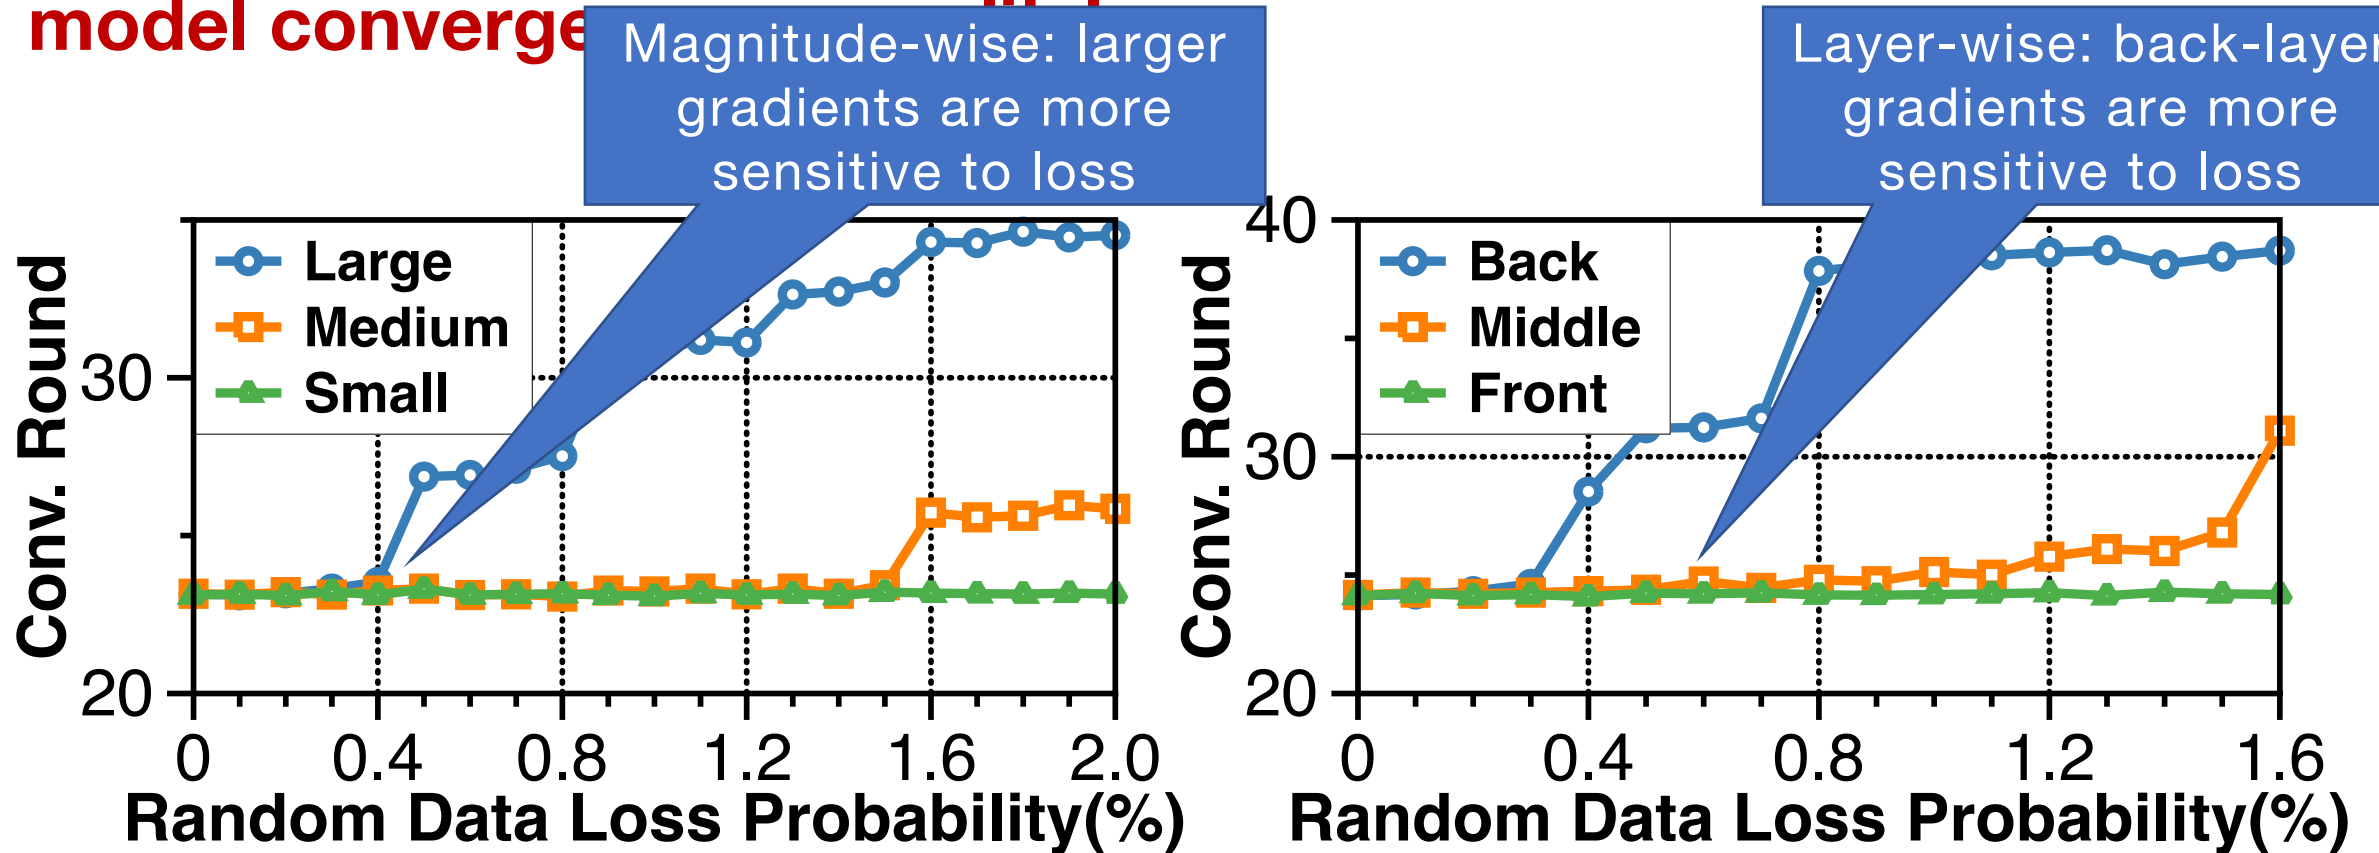 model converge
Magnitude-wise: larger
gradients are more
sensitive to loss
Layer-wise: back-layer
gradients are more
sensitive to loss
Conv. Round
30
20
Large
Medium
Small
0 0.4 0.8 1.2 1.6 2.0
Random Data Loss Probability(%)
Conv. Round
40
30
20
Back
Middle
Front
0 0.4 0.8 1.2 1.6
Random Data Loss Probability(%)